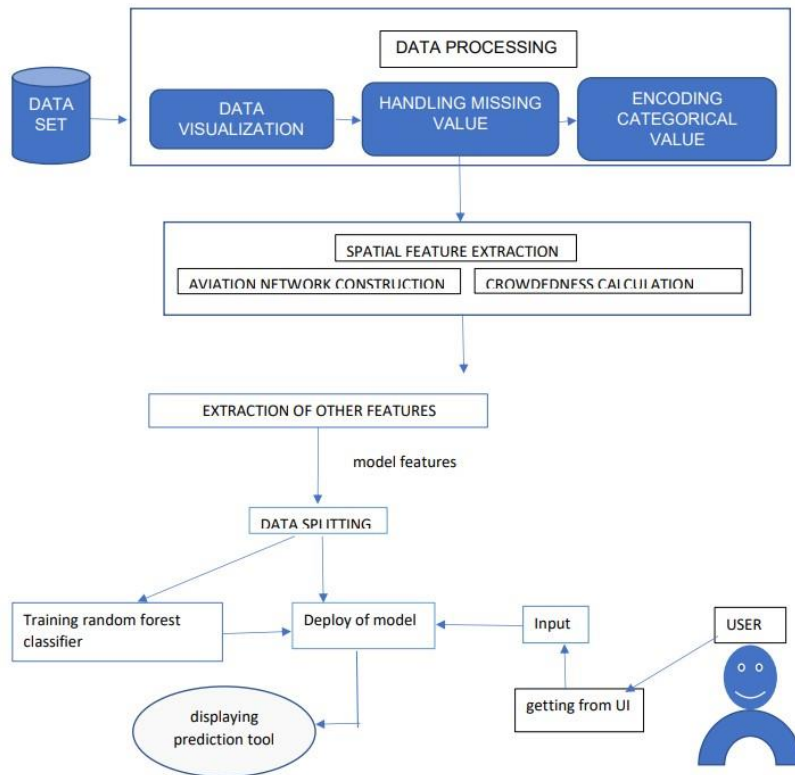 DATA PROCESSING
DATA
SET
DATA
VISUALIZATION
HANDLING MISSING
VALUE
ENCODING
CATEGORICAL
VALUE
SPATIAL FEATURE EXTRACTION
AVIATION NETWORK CONSTRUCTION
CROWDEDNESS CALCULATION
EXTRACTION OF OTHER FEATURES
model features
DATA SPLITTING
Training random forest
classifier
Deploy of model
Input
USER
getting from UI
displaying
prediction tool